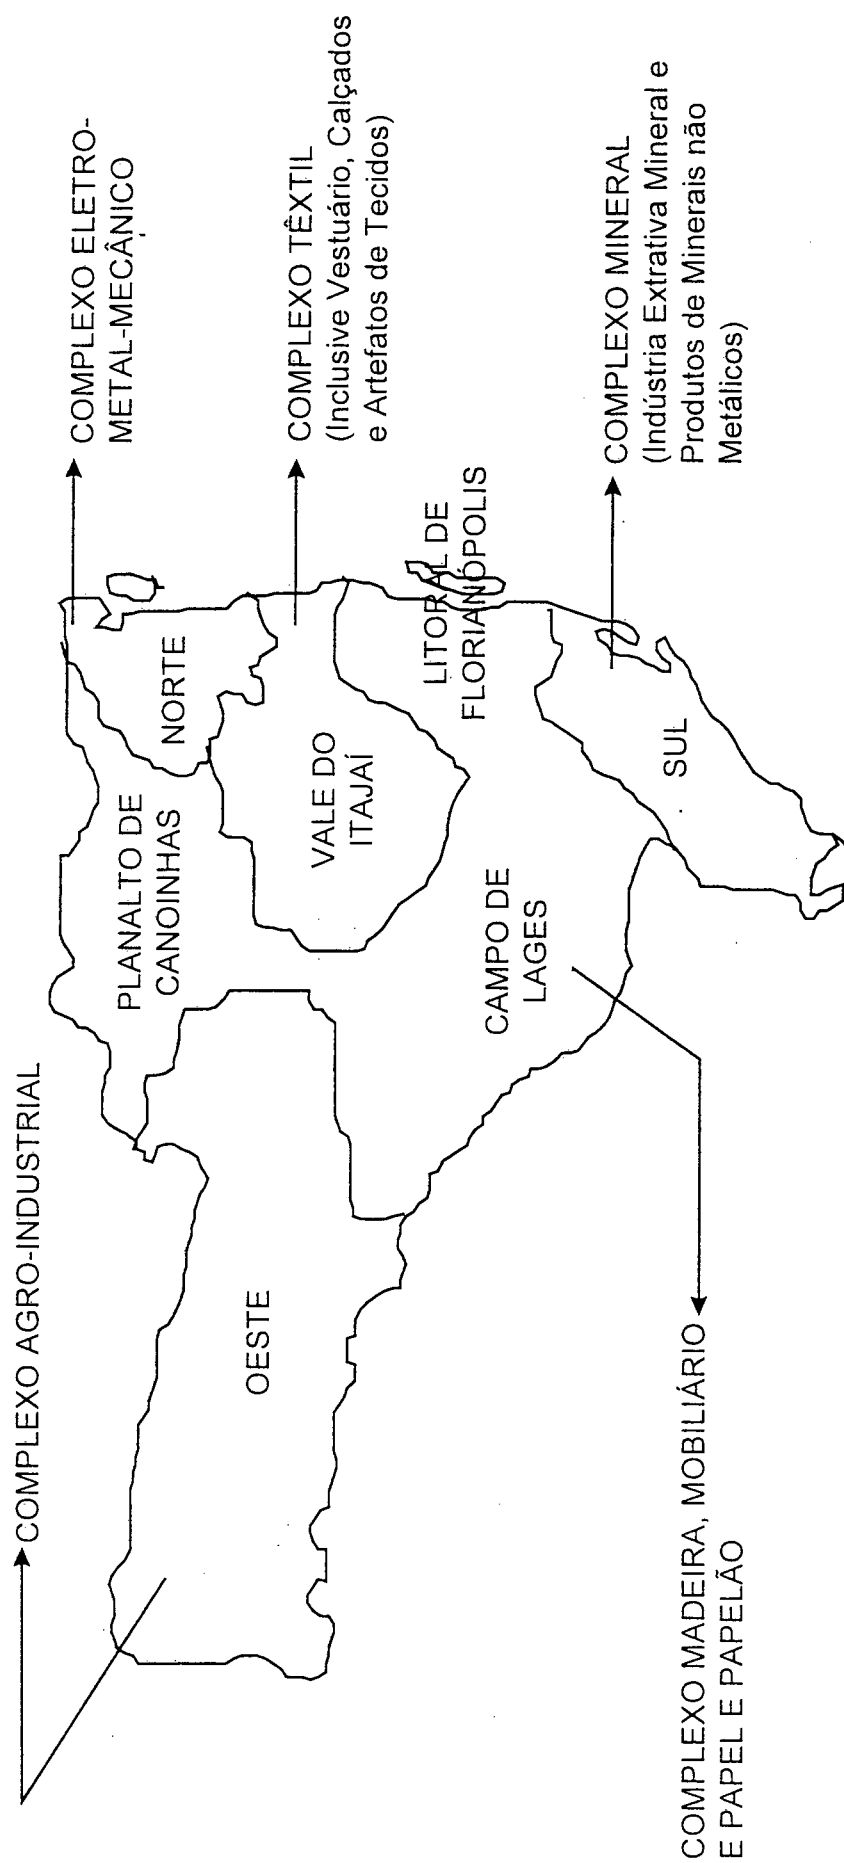 COMPLEXO AGRO-INDUSTRIAL
COMPLEXO ELETRO-
METAL-MECÂNICO
PLANALTO DE
CANOINHAS
NORTE
COMPLEXO TÊXTIL
(Inclusive Vestuário, Calçados
e Artefatos de Tecidos)
OESTE
VALE DO
ITAJAÍ
LITORAL DE
FLORIANÓPOLIS
CAMPO DE
LAGES
COMPLEXO MINERAL
(Indústria Extrativa Mineral e
Produtos de Minerais não
Metálicos)
SUL
COMPLEXO MADEIRA, MOBILIÁRIO
E PAPEL E PAPELÃO